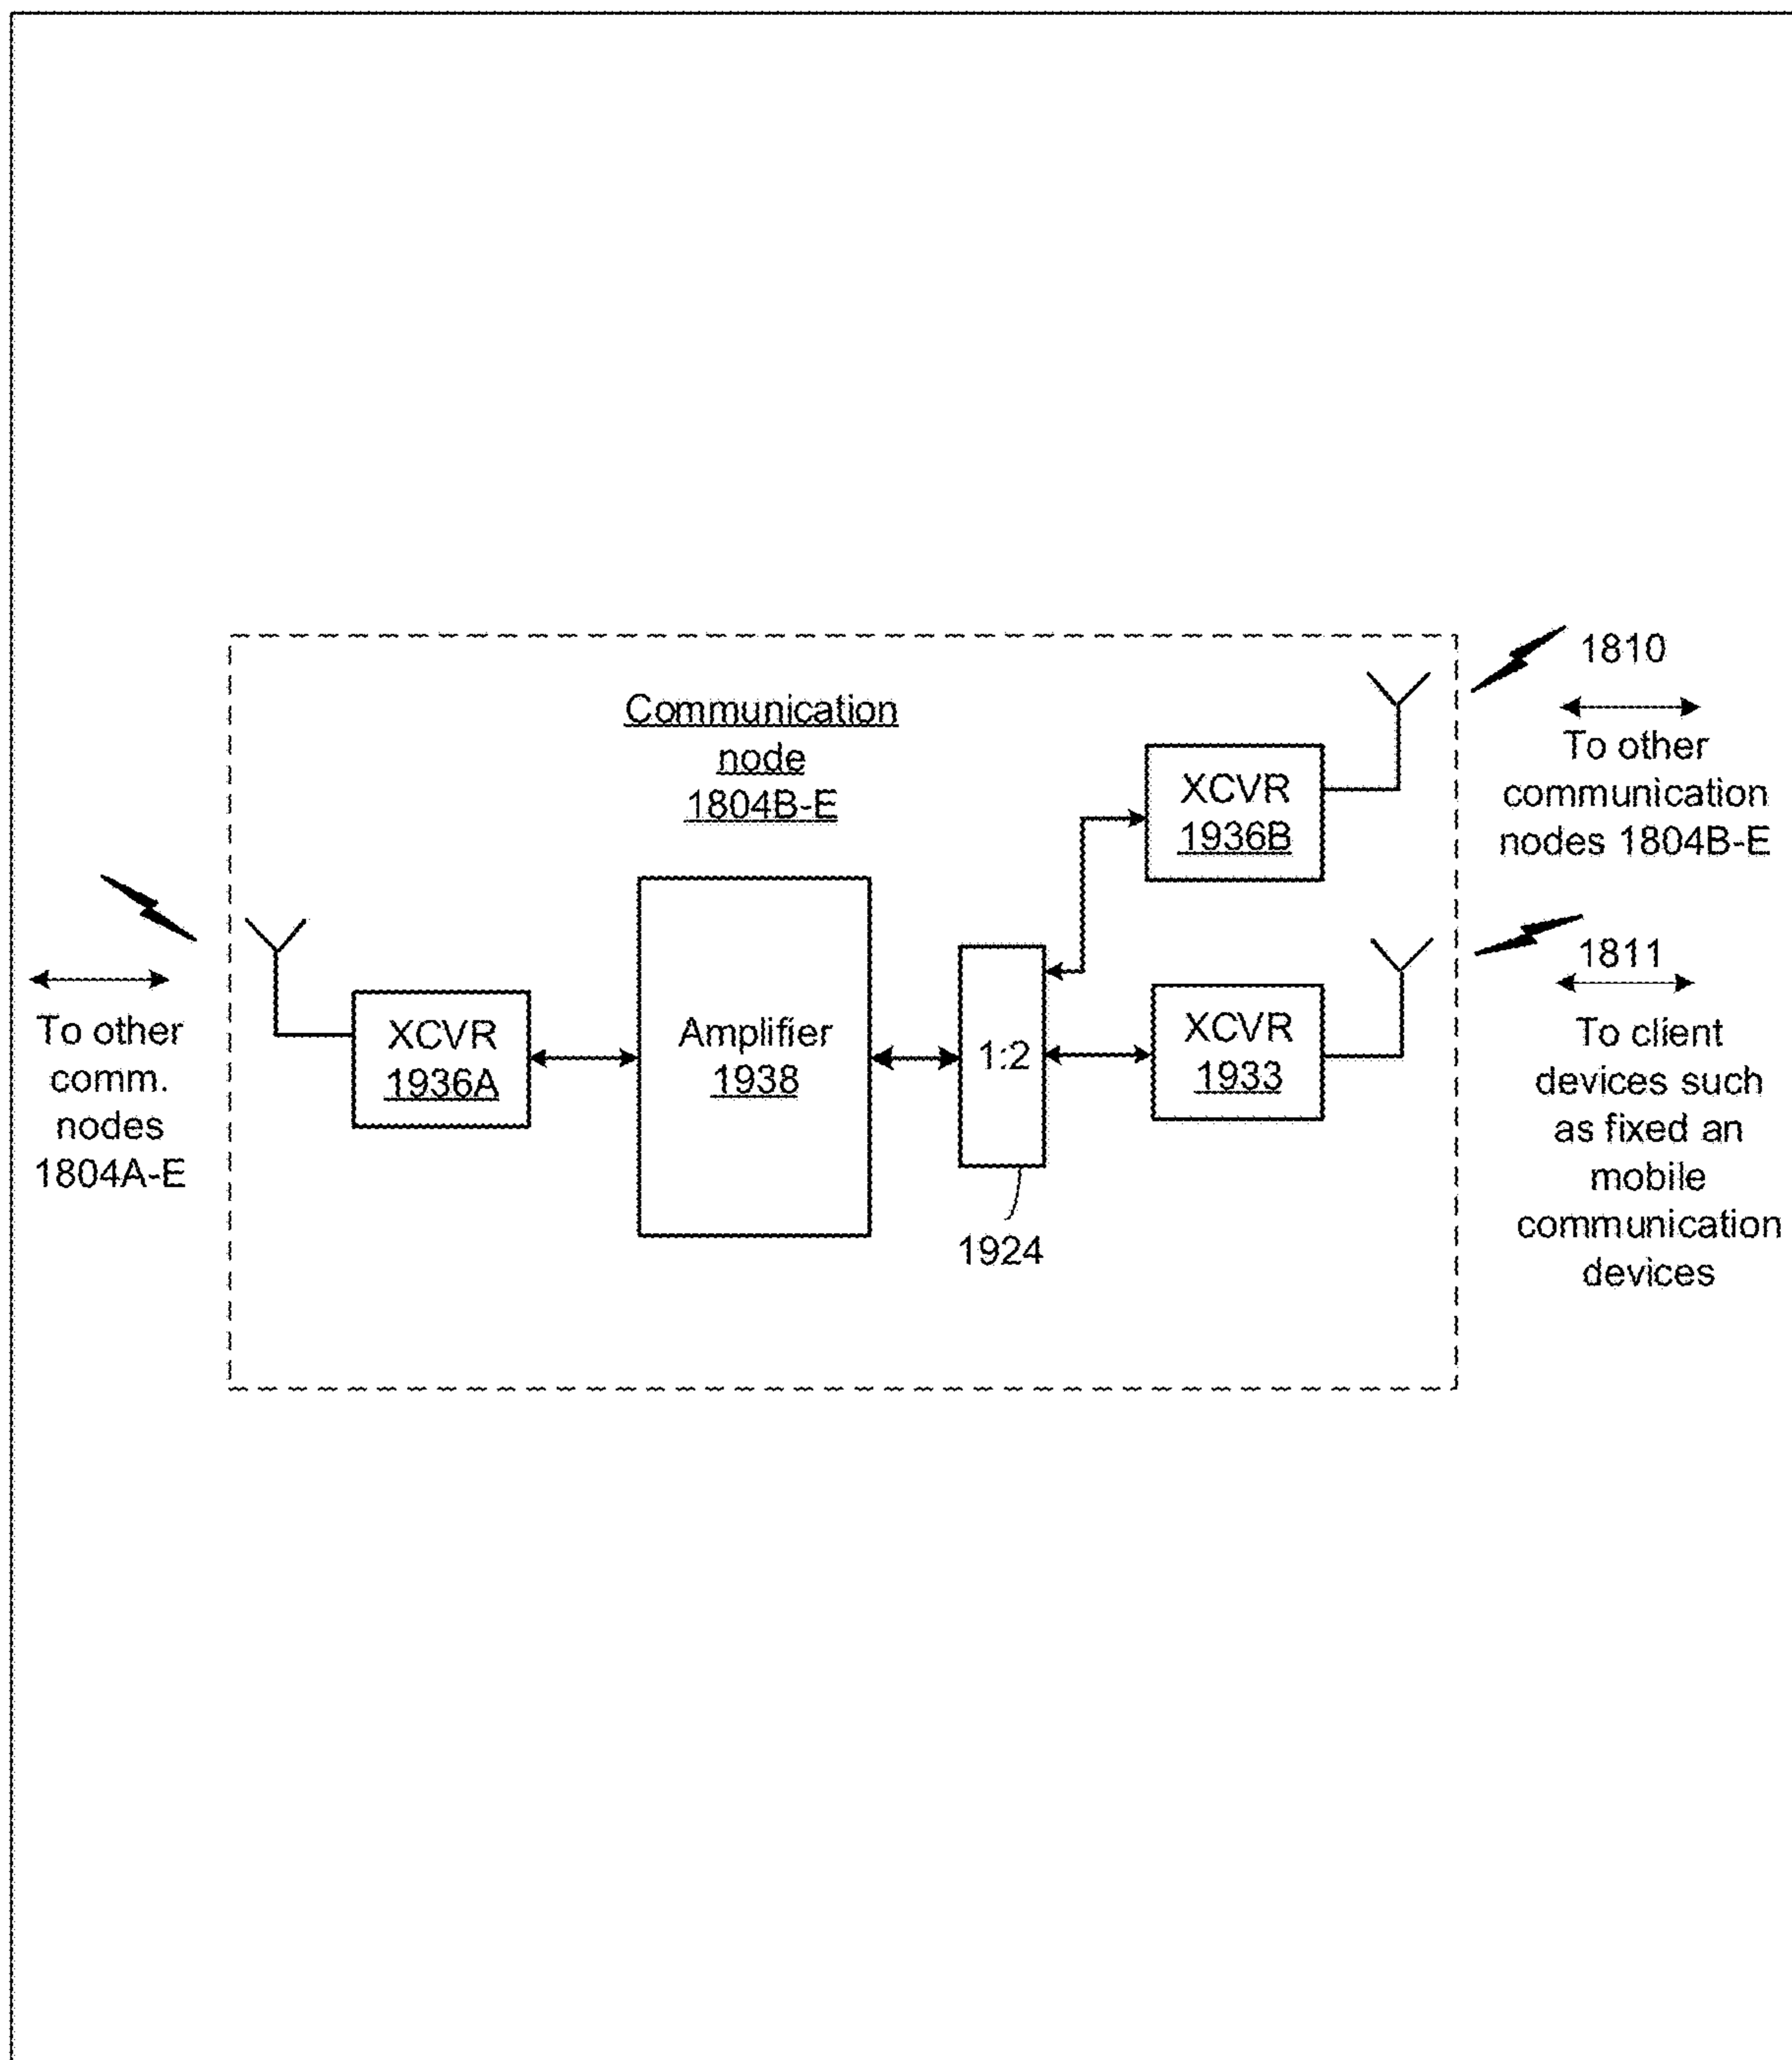 Communication
node
1804B-E
1810
To other
communication
nodes 1804B-E
XCVR
1936B
To other
comm.
nodes
1804A-E
XCVR
1936A
Amplifier
1938
1:2
1924
XCVR
1933
1811
To client
devices such
as fixed an
mobile
communication
devices